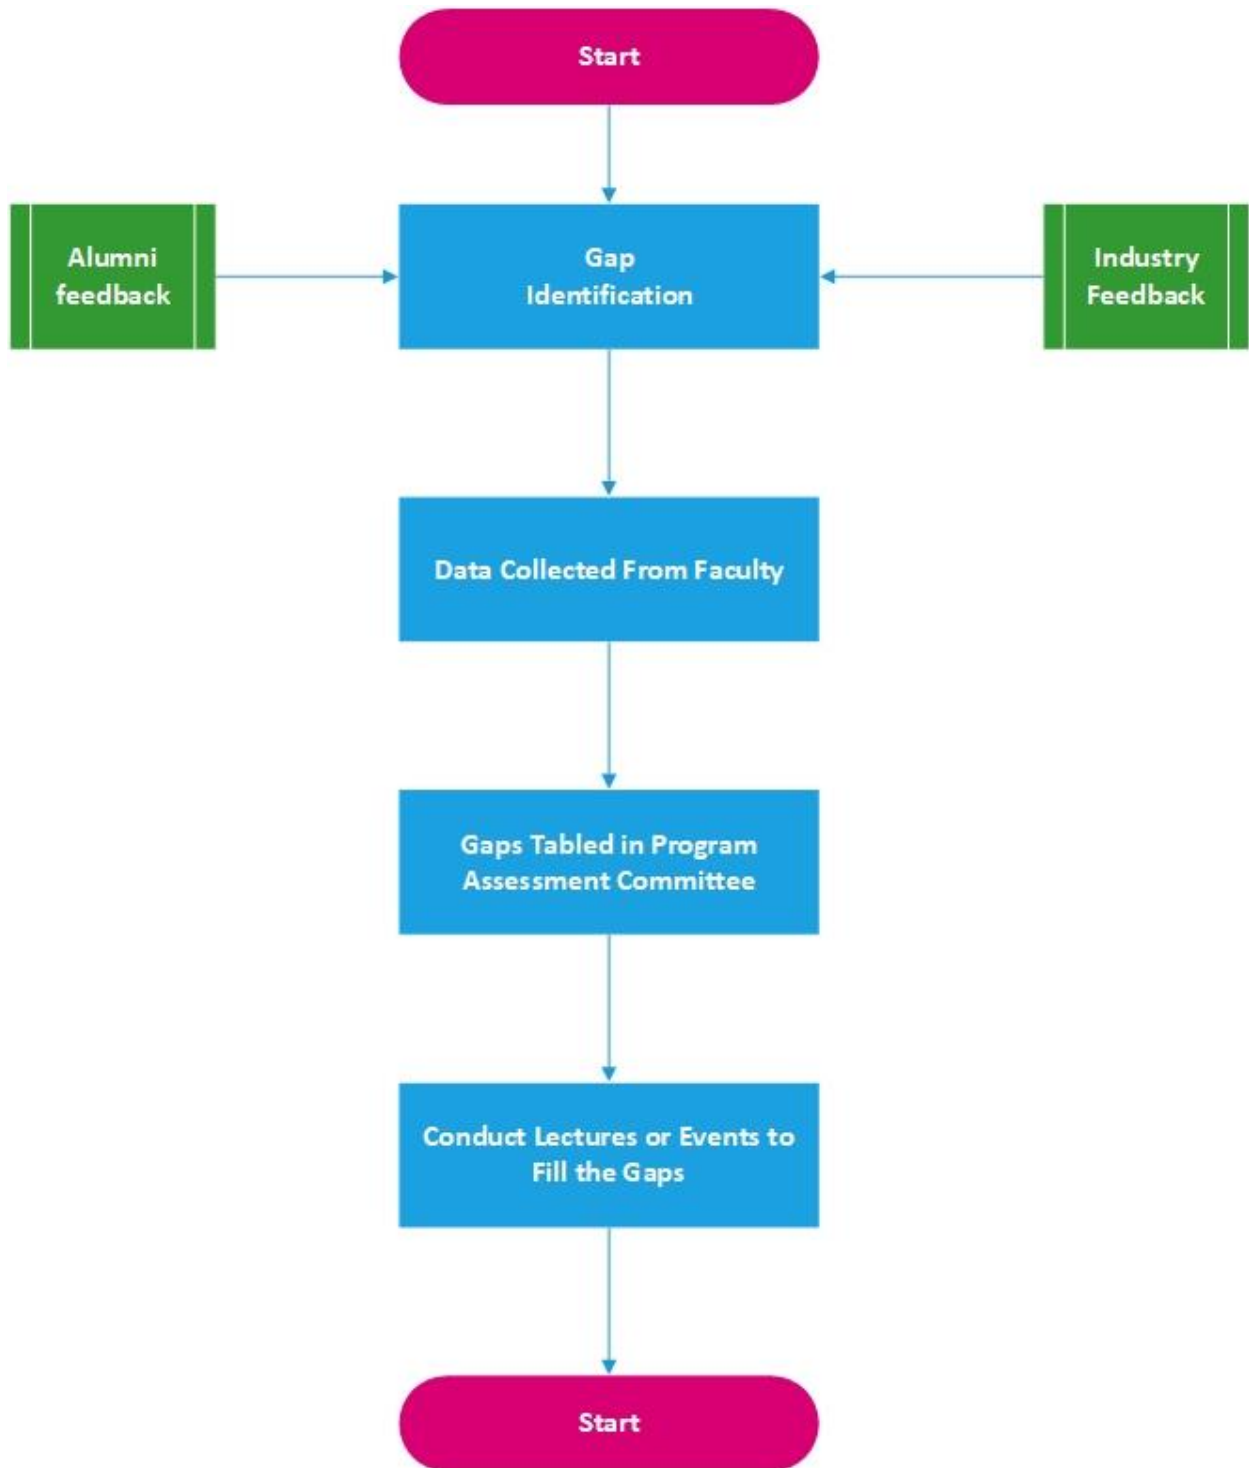 Start
Alumni
feedback
Gap
Identification
Industry
Feedback
Data Collected From Faculty
Gaps Tabled in Program
Assessment Committee
Conduct Lectures or Events to
Fill the Gaps
Start